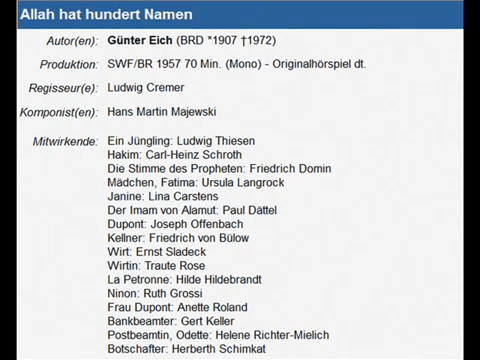 Allah hat hundert Namen
Autor(en): Günter Eich (BRD *1907 †1972)
Produktion: SWF/BR 1957 70 Min. (Mono) - Originalhörspiel dt.
Regisseur(e): Ludwig Cremer
Komponist(en): Hans Martin Majewski
Mitwirkende: Ein Jüngling: Ludwig Thiesen
Hakim: Carl-Heinz Schroth
Die Stimme des Propheten: Friedrich Domin
Mädchen, Fatima: Ursula Langrock
Janine: Lina Carstens
Der Imam von Alamut: Paul Dättel
Dupont: Joseph Offenbach
Kellner: Friedrich von Bülow
Wirt: Ernst Sladeck
Wirtin: Traute Rose
La Petronne: Hilde Hildebrandt
Ninon: Ruth Grossi
Frau Dupont: Anette Roland
Bankbeamter: Gert Keller
Postbeamtin, Odette: Helene Richter-Mielich
Botschafter: Herberth Schimkat